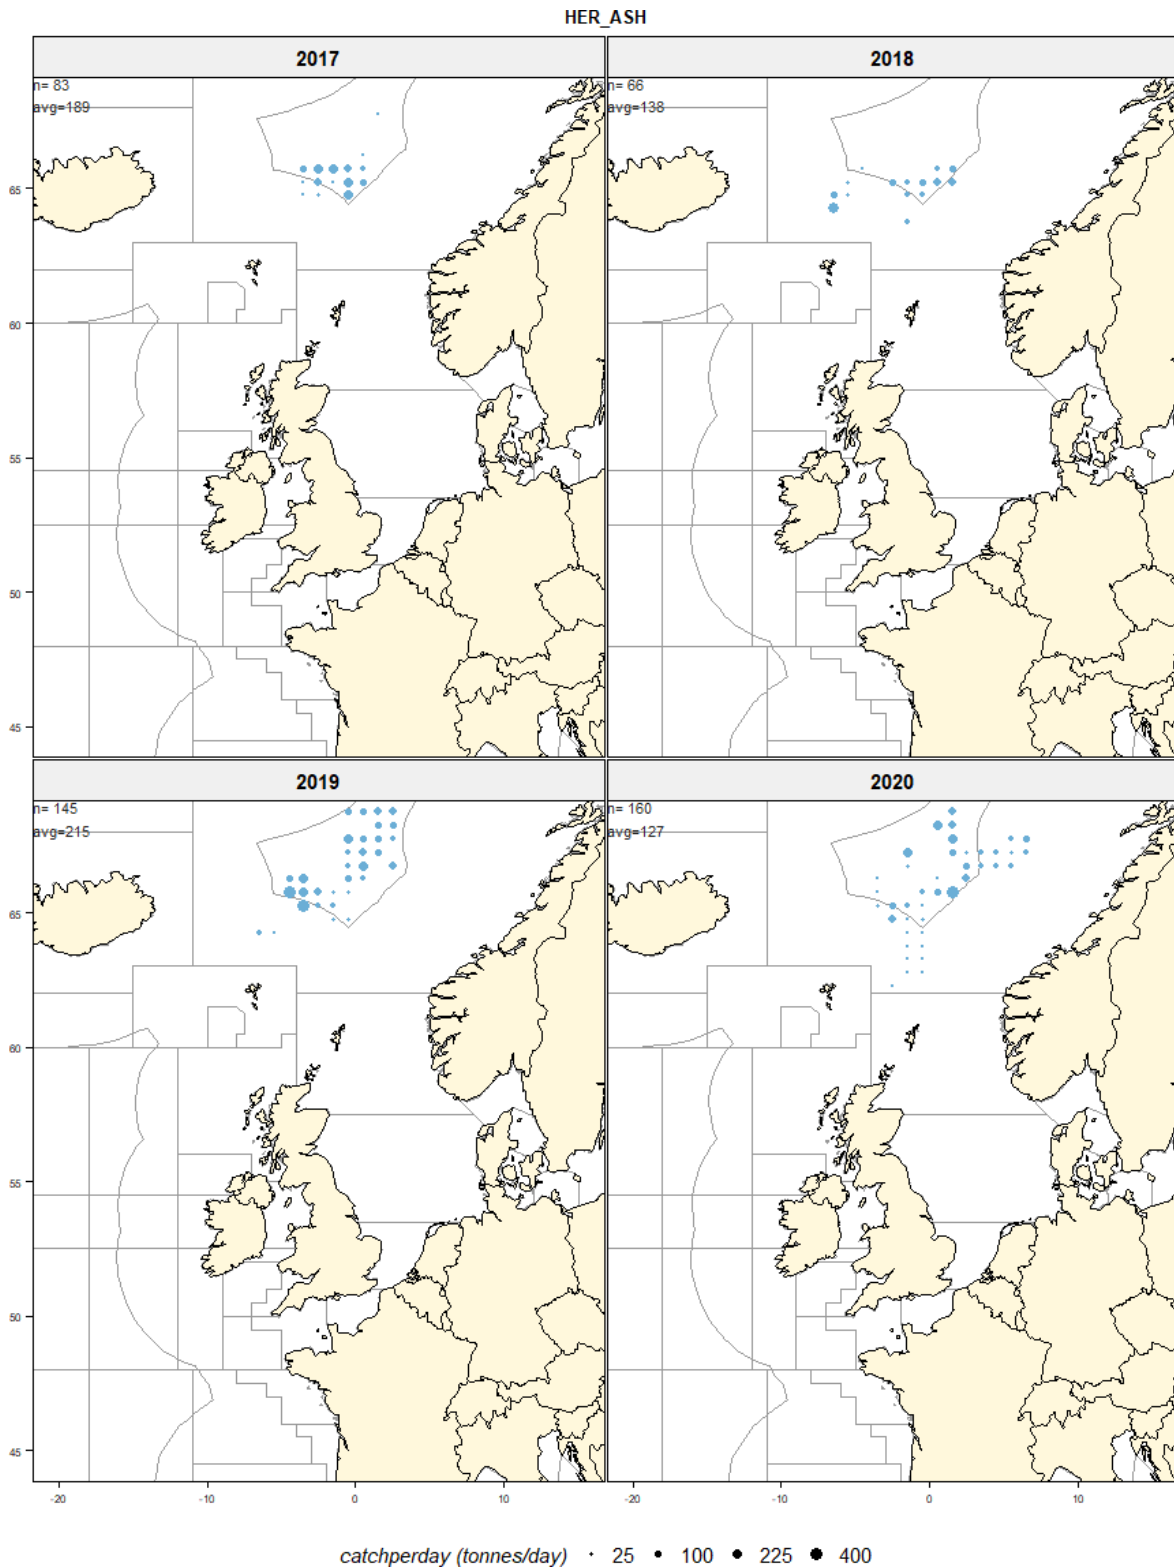 HER_ASH
2017
2018
n= 83
avg=189
n= 66
avg=138
65
60
55
50
45
2019
2020
n= 145
avg=215
n= 160
avg=127
65
60
55
50
45
-20 -10 0 10 -20 -10 0 10
catchperday (tonnes/day) 25 100 225 400